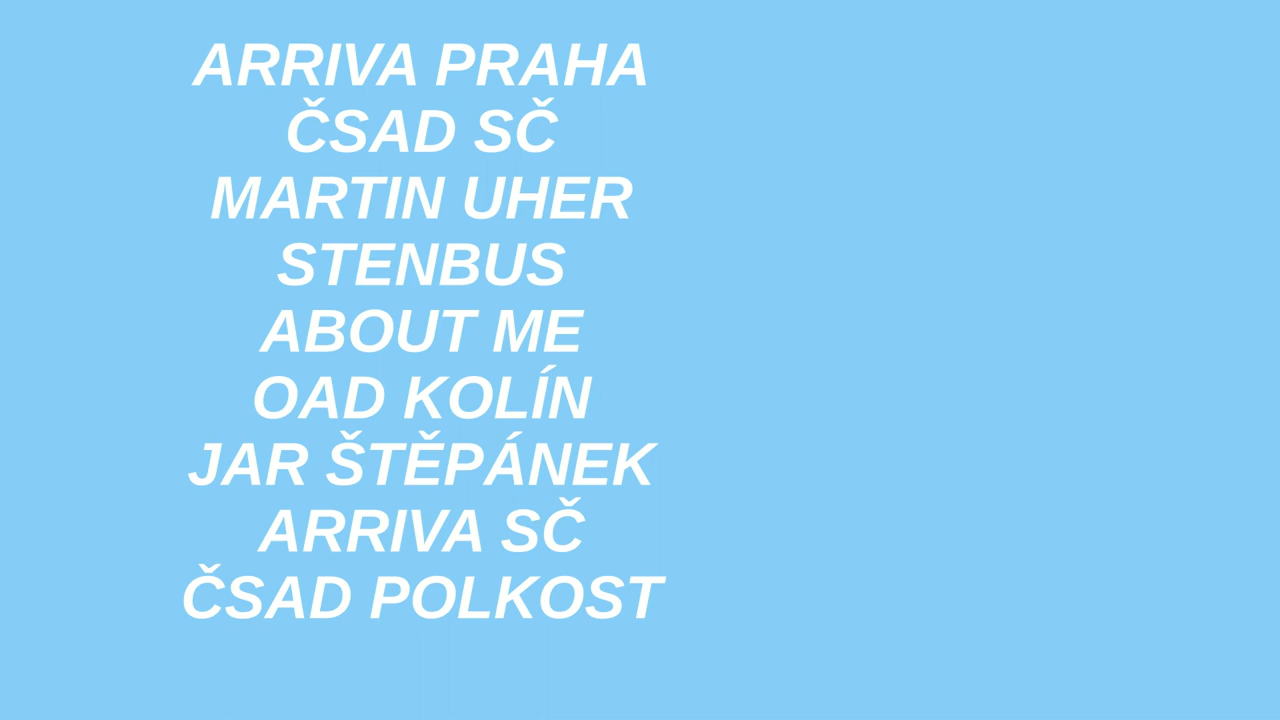 ARRIVA PRAHA
ČSAD SČ
MARTIN UHER
STENBUS
ABOUT ME
OAD KOLÍN
JAR ŠTĚPÁNEK
ARRIVA SČ
ČSAD POLKOST